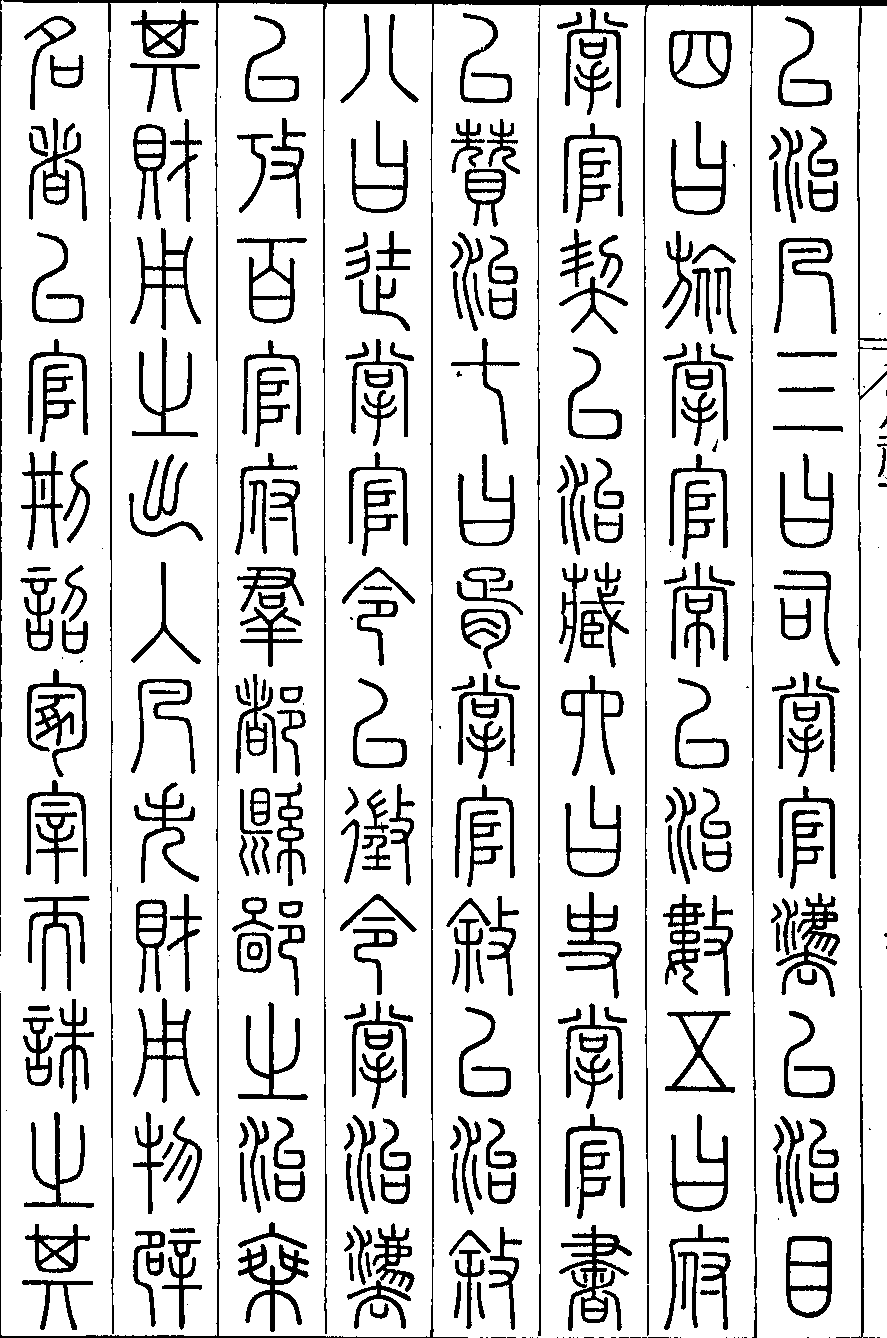 以治凡三曰司掌官灋以治目
四曰旅掌官常以治數五曰府
掌官契以治藏六曰史掌官書
以贊治七曰胥掌官敘以治敘
八曰徒掌官令以徵令掌治灋
以攷百官府羣都縣鄙之治乘
其財用之出入凡失財用物辟
名者以官刑詔冢宰而誅之其